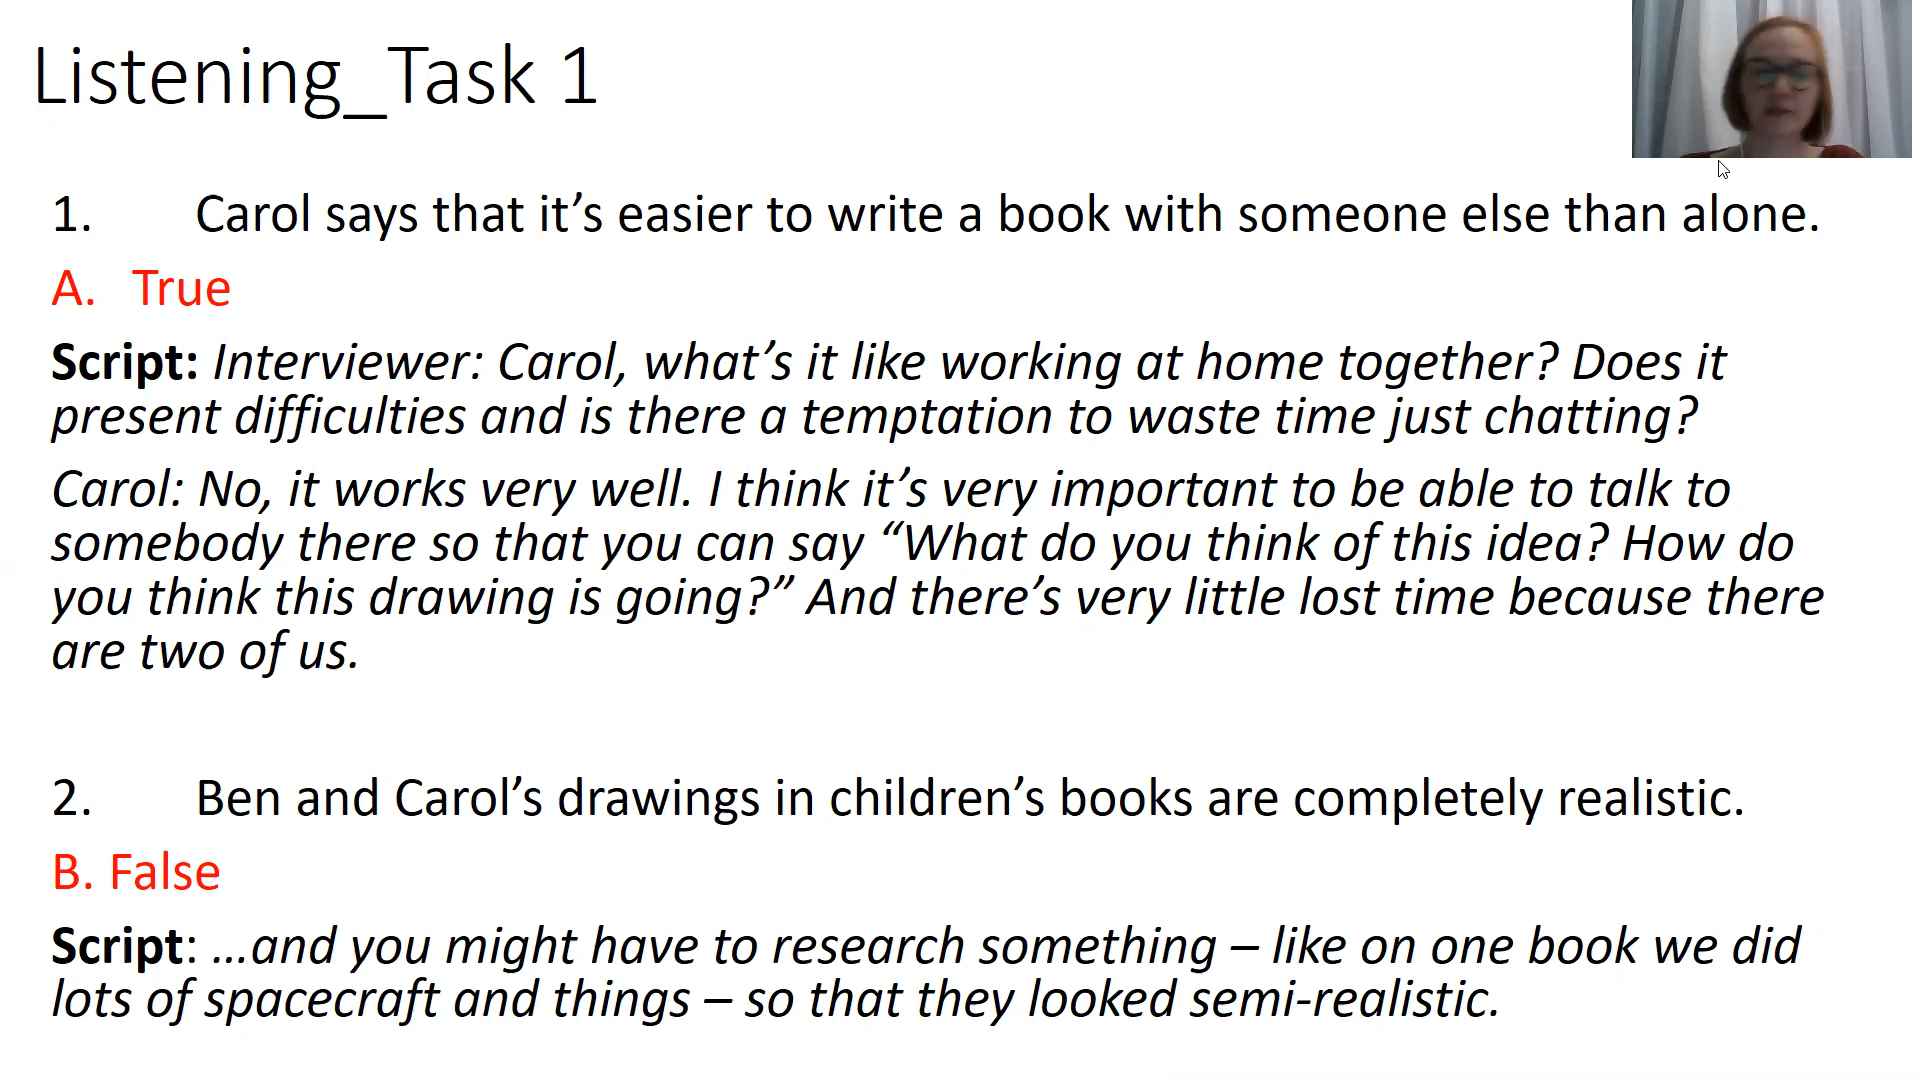 Listening_Task 1
1. Carol says that it’s easier to write a book with someone else than alone.
A. True
Script: Interviewer: Carol, what’s it like working at home together? Does it
present difficulties and is there a temptation to waste time just chatting?
Carol: No, it works very well. I think it’s very important to be able to talk to
somebody there so that you can say “What do you think of this idea? How do
you think this drawing is going?” And there’s very little lost time because there
are two of us.
2. Ben and Carol’s drawings in children’s books are completely realistic.
B. False
Script: …and you might have to research something – like on one book we did
lots of spacecraft and things – so that they looked semi-realistic.